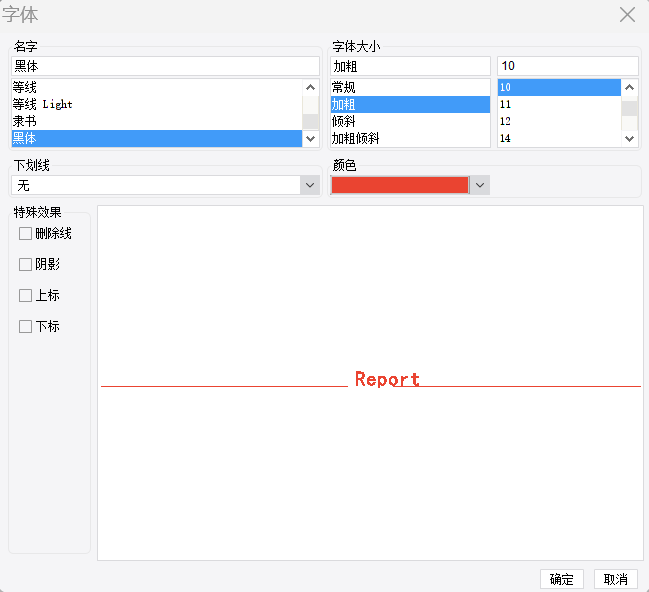 字体
名字
黑体
等线
等线 Light
隶书
黑体
字体大小
加粗
常规
加粗
倾斜
加粗倾斜
10
10
11
12
14
下划线
无
颜色
特殊效果
删除线
阴影
上标
下标
Report
确定
取消